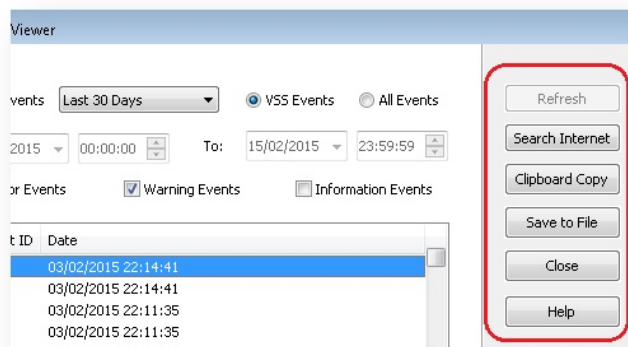 Viewer
vents Last 30 Days VSS Events All Events
2015 00:00:00 To: 15/02/2015 23:59:59
or Events Warning Events Information Events
t ID Date
03/02/2015 22:14:41
03/02/2015 22:14:41
03/02/2015 22:11:35
03/02/2015 22:11:35
Refresh
Search Internet
Clipboard Copy
Save to File
Close
Help